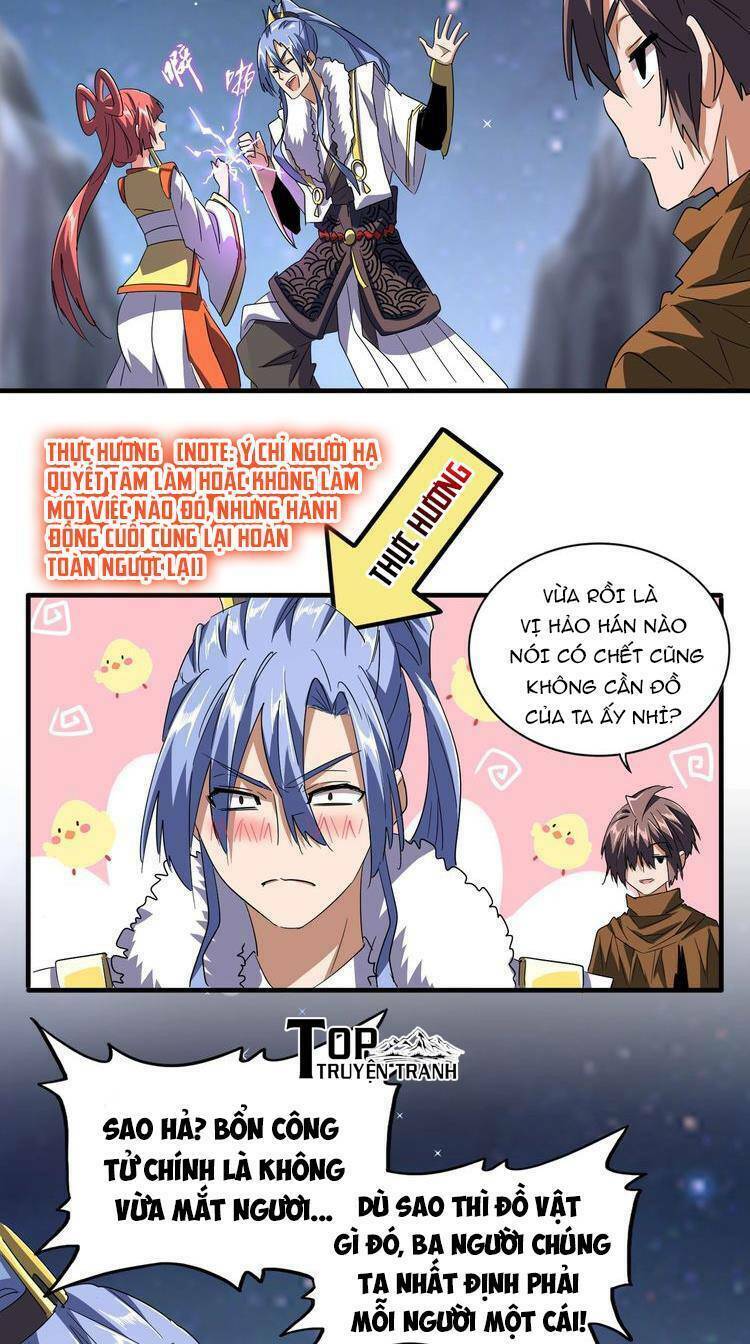 噼 啪
THỰC HƯƠNG [NOTE: Ý CHỈ NGƯỜI HẠ
QUYẾT TÂM LÀM HOẶC KHÔNG LÀM
MỘT VIỆC NÀO ĐÓ, NHƯNG HÀNH
ĐỘNG CUỐI CÙNG LẠI HOÀN
TOÀN NGƯỢC LẠI]
THỰC HƯƠNG
VỪA RỒI LÀ
VỊ HẢO HÁN NÀO
NÓI CÓ CHẾT CŨNG
KHÔNG CẦN ĐỒ
CỦA TA ẤY NHỈ?
TOP
TRUYỆN TRANH
SAO HẢ? BỔN CÔNG
TỬ CHÍNH LÀ KHÔNG
VỪA MẮT NGƯƠI...
DÙ SAO THÌ ĐỒ VẬT
GÌ ĐÓ, BA NGƯỜI CHÚNG
TA NHẤT ĐỊNH PHẢI
MỖI NGƯỜI MỘT CÁI!